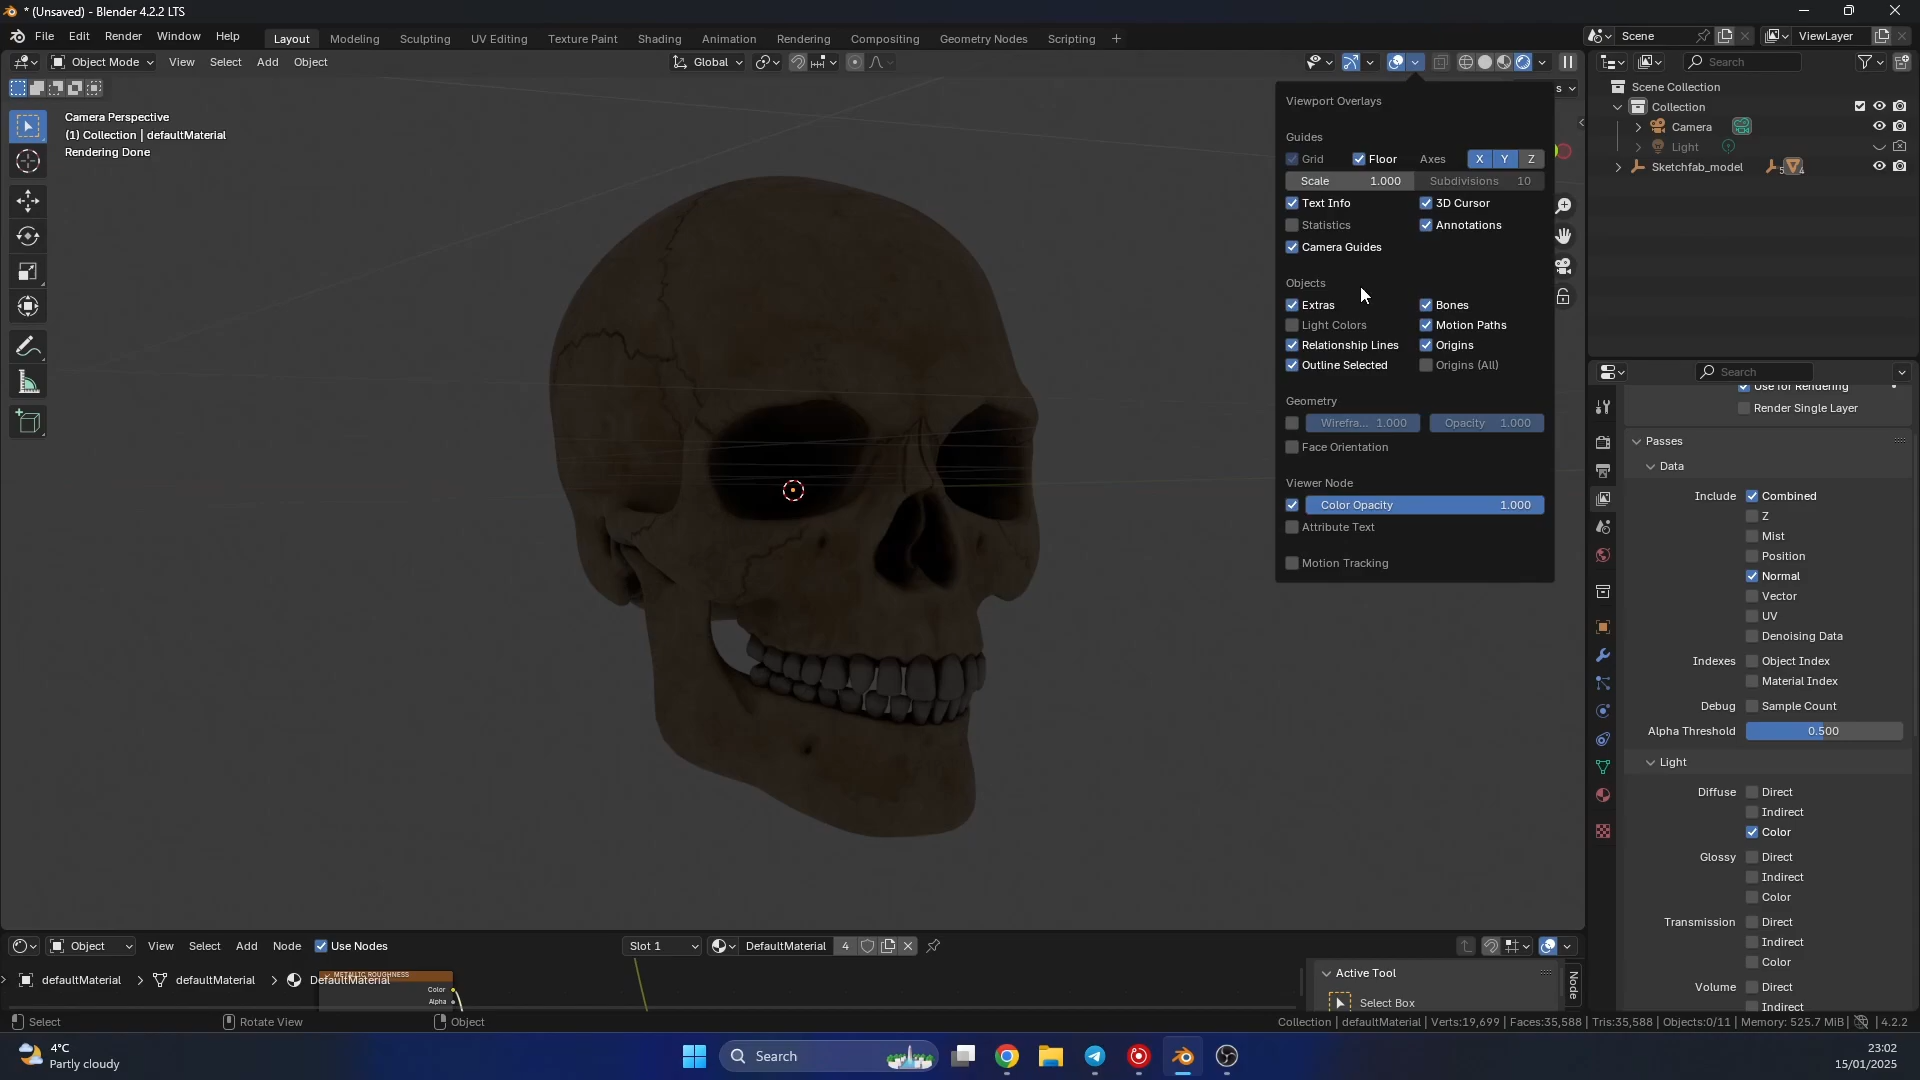 * (Unsaved) - Blender 4.2.2 LTS
File Edit Render Window Help
Layout Modeling Sculpting UV Editing Texture Paint Shading Animation Rendering Compositing Geometry Nodes Scripting +
Scene
ViewLayer
Object Mode View Select Add Object
Global
Search
Camera Perspective
(1) Collection | defaultMaterial
Rendering Done
Viewport Overlays
Guides
Grid Floor Axes X Y Z
Scale 1.000 Subdivisions 10
Text Info 3D Cursor
Statistics Annotations
Camera Guides
Objects
Extras Bones
Light Colors Motion Paths
Relationship Lines Origins
Outline Selected Origins (All)
Geometry
Wirefra... 1.000 Opacity 1.000
Face Orientation
Viewer Node
Color Opacity 1.000
Attribute Text
Motion Tracking
Scene Collection
Collection
Camera
Light
Sketchfab_model
Search
Use for Rendering
Render Single Layer
Passes
Data
Include Combined
Z
Mist
Position
Normal
Vector
UV
Denoising Data
Indexes Object Index
Material Index
Debug Sample Count
Alpha Threshold 0.500
Light
Diffuse Direct
Indirect
Color
Glossy Direct
Indirect
Color
Transmission Direct
Indirect
Color
Volume Direct
Indirect
Object View Select Add Node Use Nodes
Slot 1
DefaultMaterial 4
defaultMaterial defaultMaterial DefaultMaterial
METALLIC ROUGHNESS
Color
Alpha
Active Tool
Select Box
Node
Select Rotate View Object
Collection | defaultMaterial | Verts:19,699 | Faces:35,588 | Tris:35,588 | Objects:0/11 | Memory: 525.7 MiB | 4.2.2
4°C
Partly cloudy
Search
23:02
15/01/2025